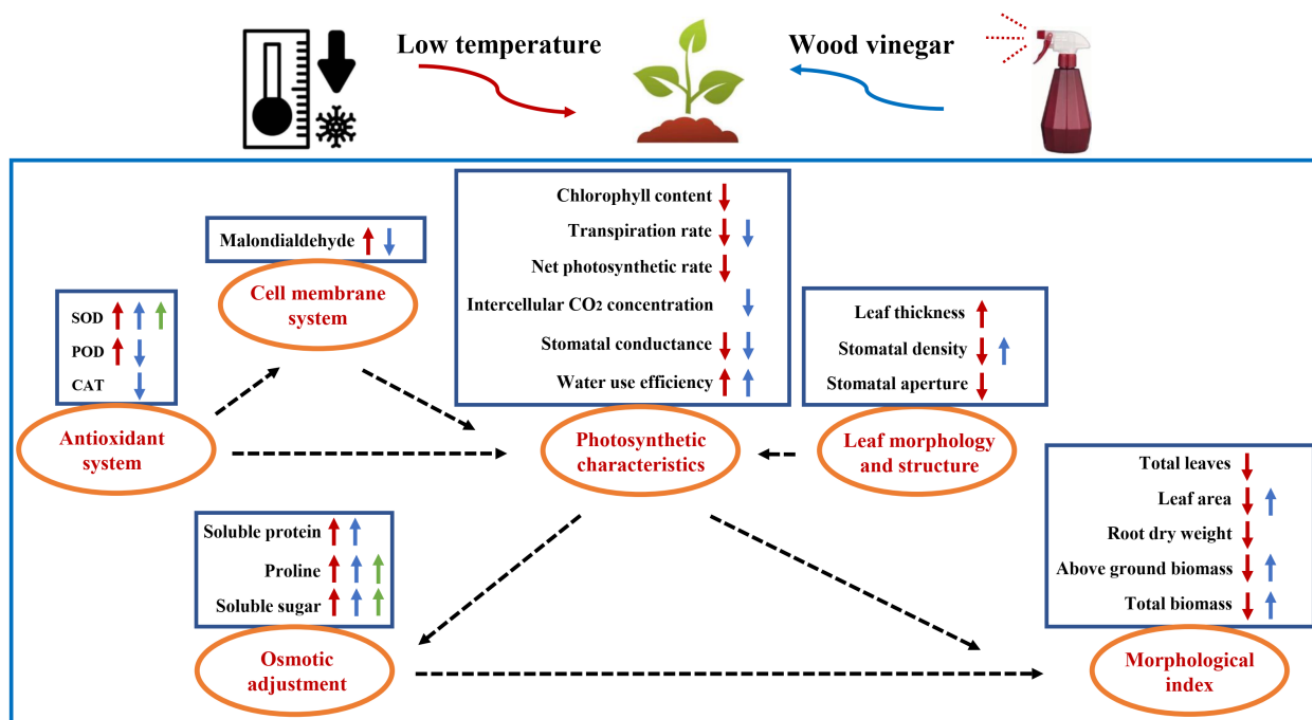 Low temperature
Wood vinegar
Chlorophyll content
Transpiration rate
Net photosynthetic rate
Intercellular CO2 concentration
Stomatal conductance
Water use efficiency
Photosynthetic
characteristics
Malondialdehyde
Cell membrane
system
SOD
POD
CAT
Antioxidant
system
Leaf thickness
Stomatal density
Stomatal aperture
Leaf morphology
and structure
Soluble protein
Proline
Soluble sugar
Osmotic
adjustment
Total leaves
Leaf area
Root dry weight
Above ground biomass
Total biomass
Morphological
index